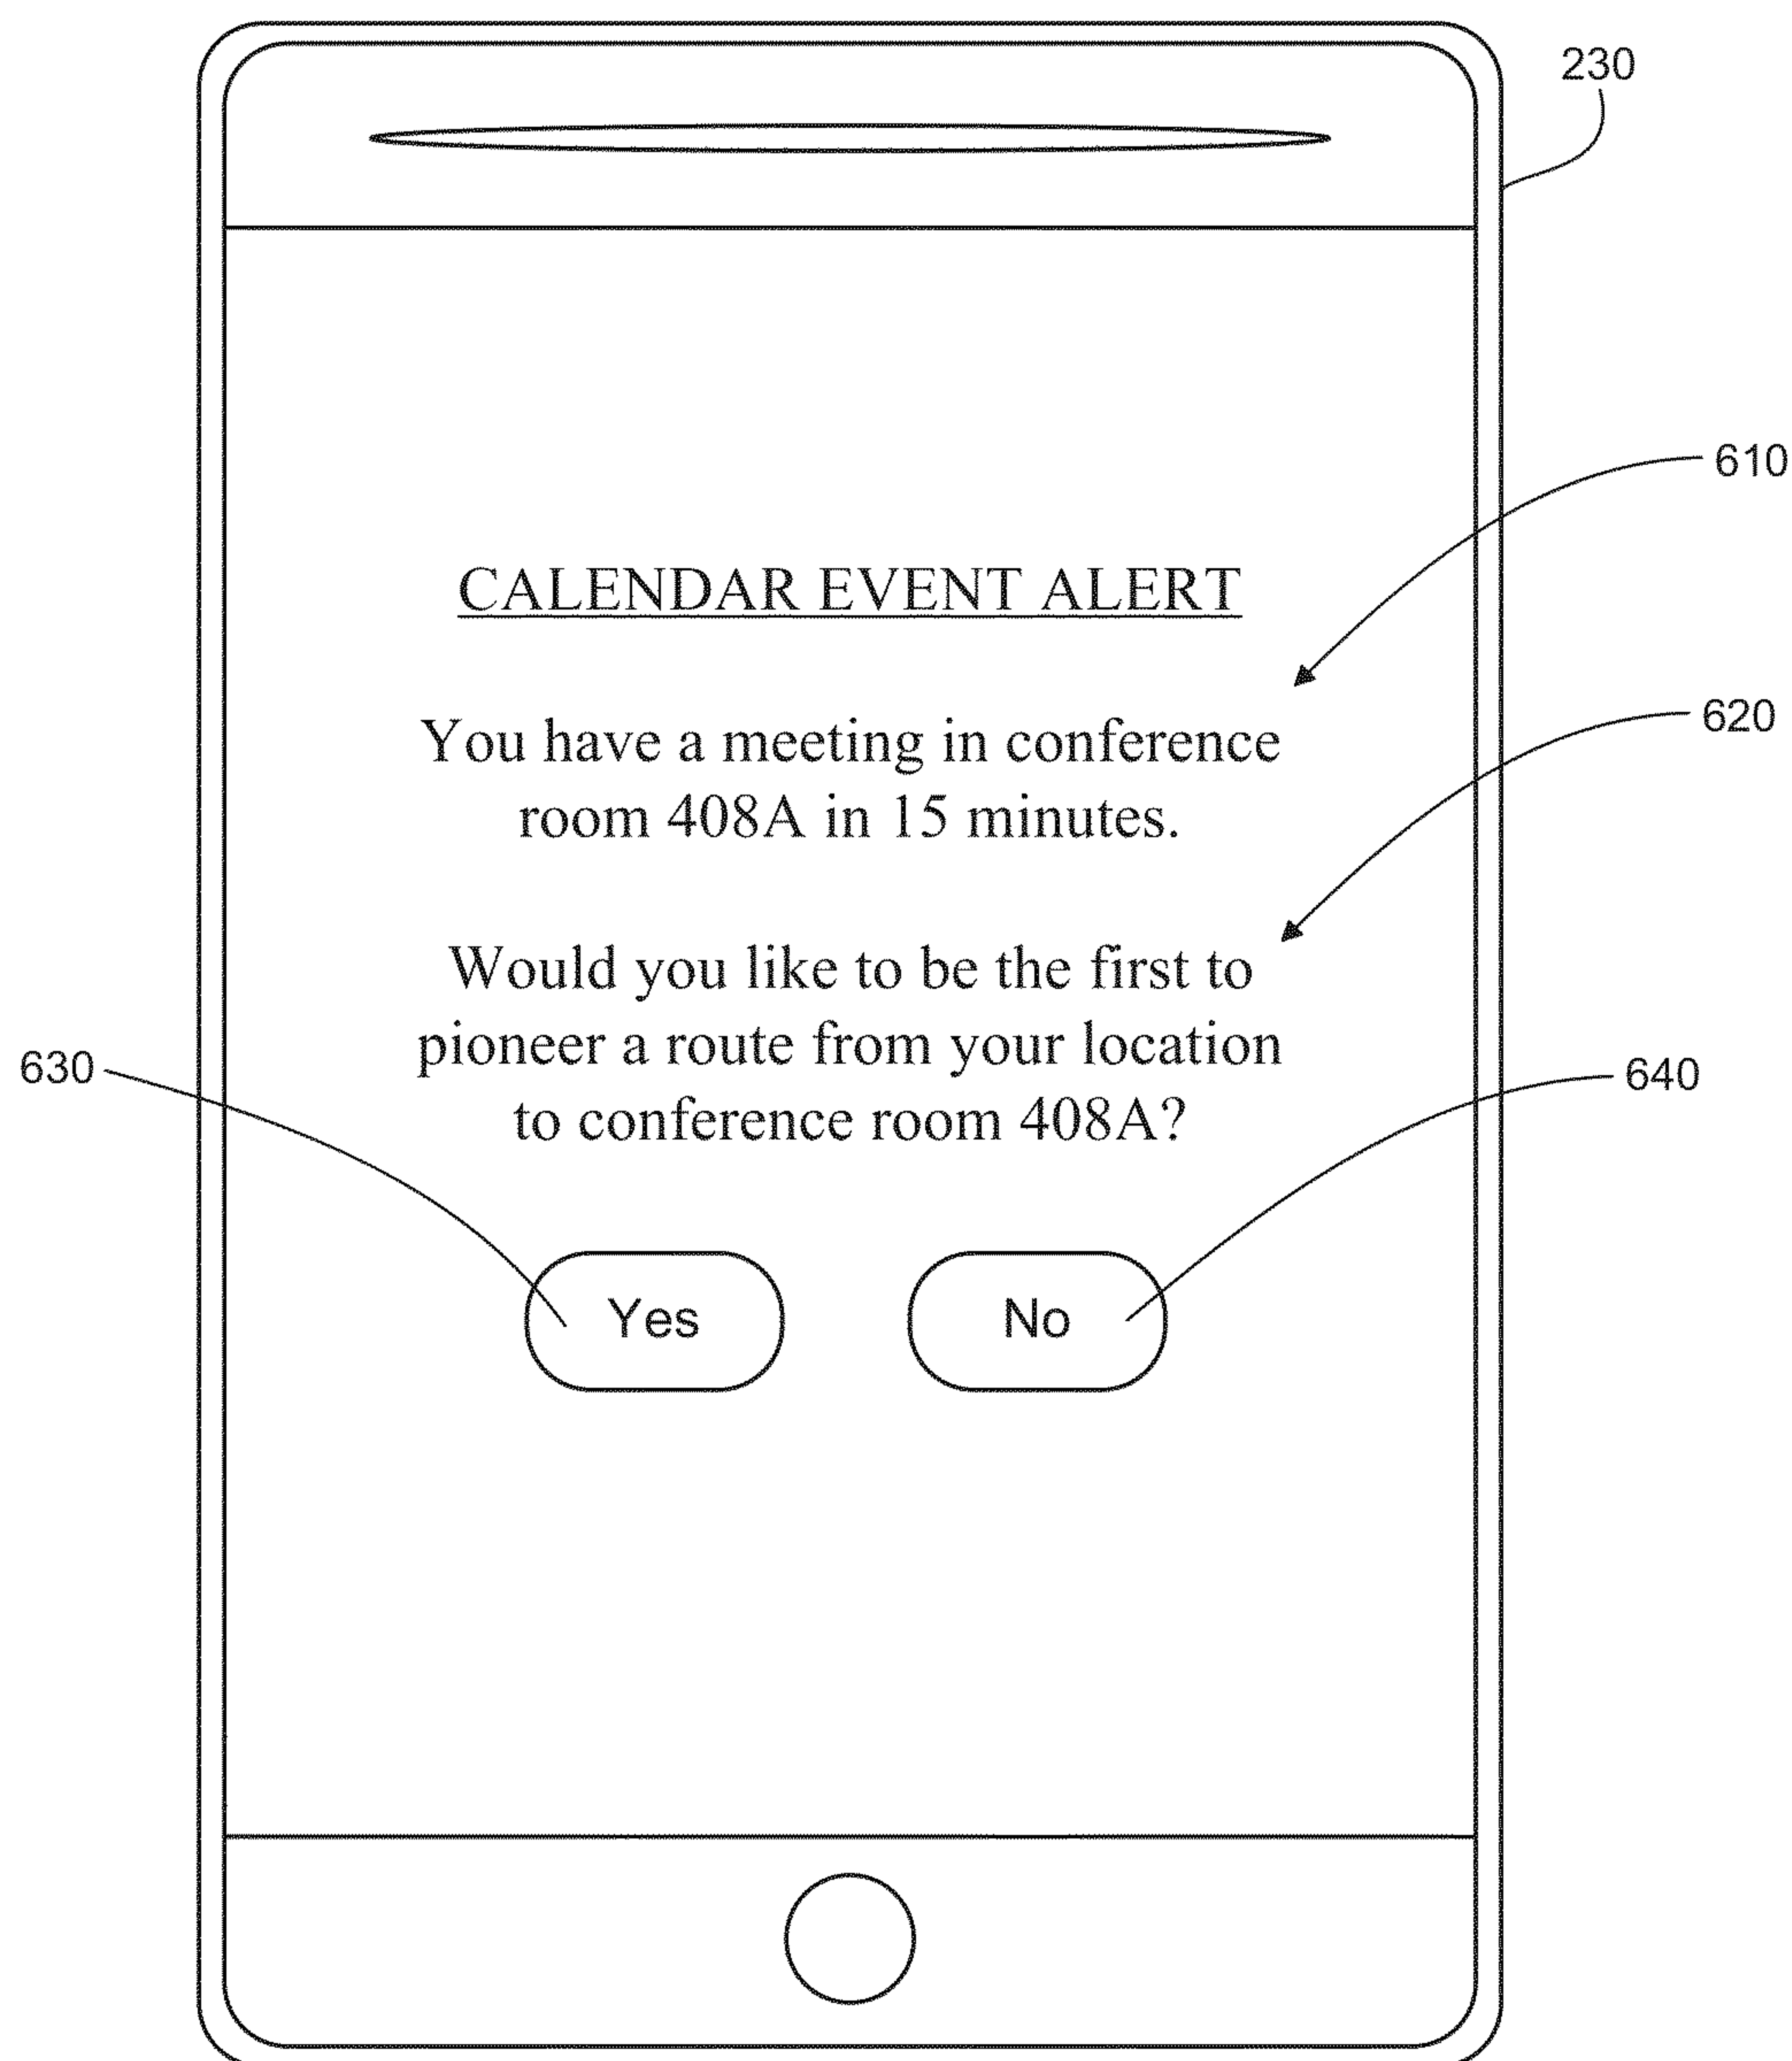 230
610
CALENDAR EVENT ALERT
You have a meeting in conference
room 408A in 15 minutes.
620
Would you like to be the first to
pioneer a route from your location
to conference room 408A?
630
640
Yes
No